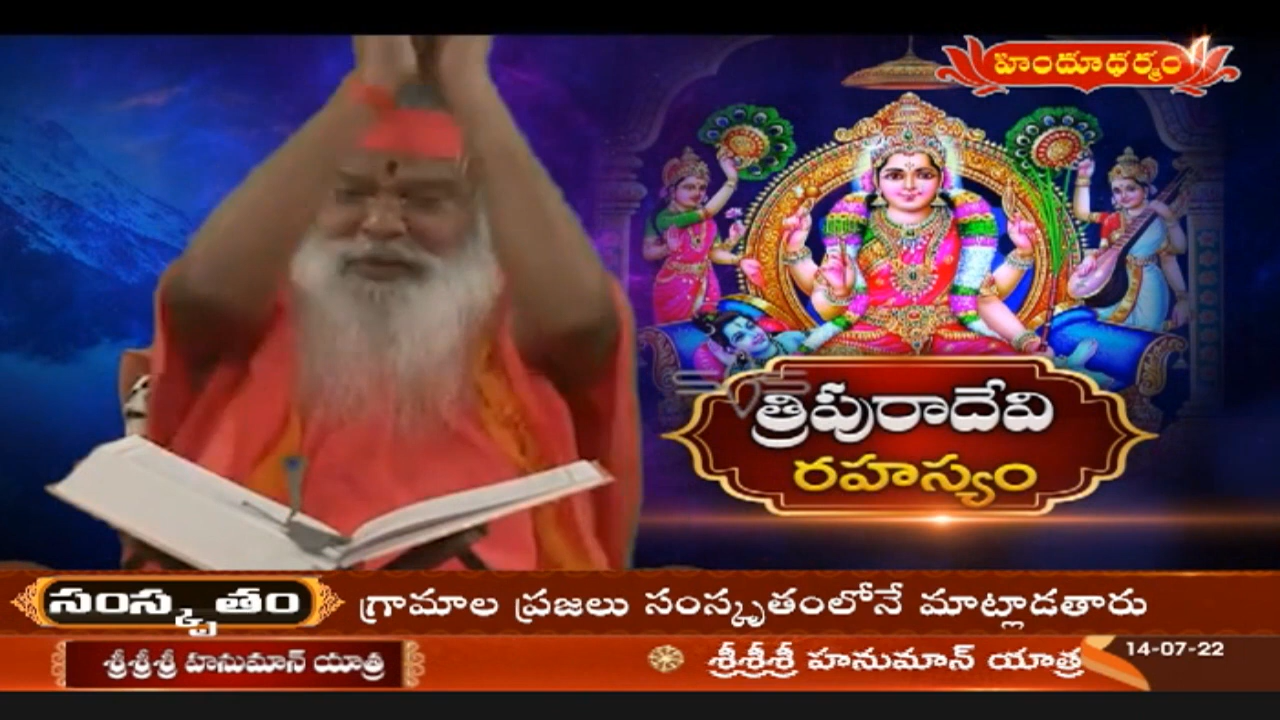 హిందూధర్మం
త్రిపురాదేవి
రహస్యం
సంస్కృతం
గ్రామాల ప్రజలు సంస్కృతంలోనే మాట్లాడతారు
శ్రీశ్రీశ్రీ హనుమాన్ యాత్ర
శ్రీశ్రీశ్రీ హనుమాన్ యాత్ర
14-07-22